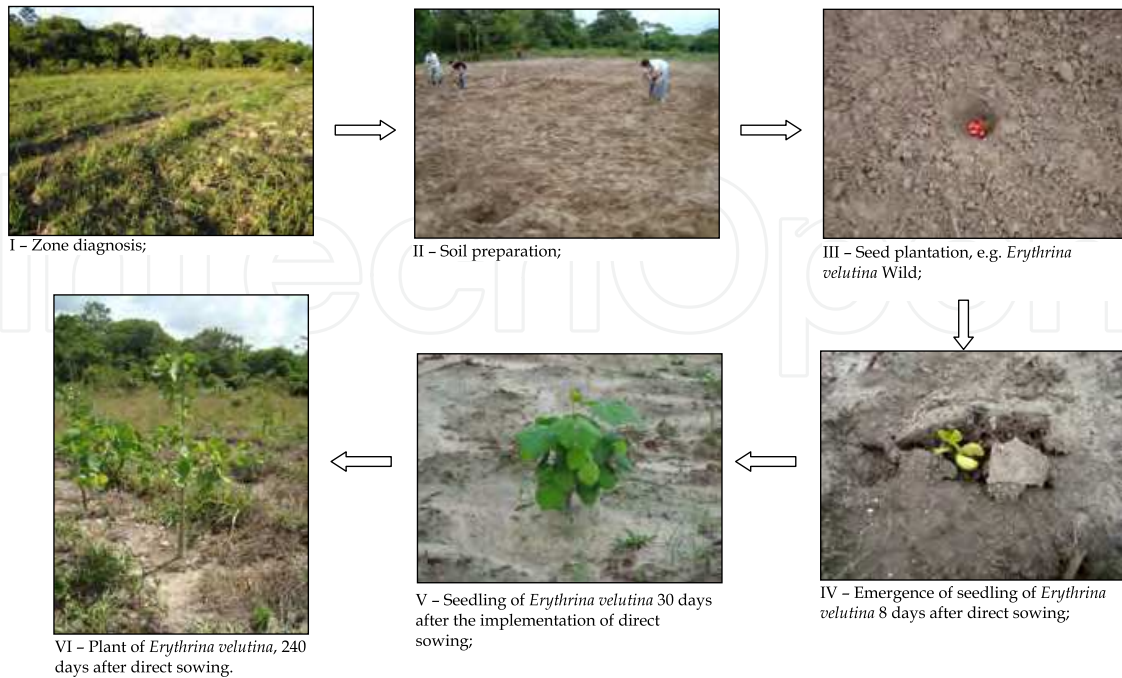 I – Zone diagnosis;
II – Soil preparation;
III – Seed plantation, e.g. Erythrina
velutina Wild;
IV – Emergence of seedling of Erythrina
velutina 8 days after direct sowing;
V – Seedling of Erythrina velutina 30 days
after the implementation of direct
sowing;
VI – Plant of Erythrina velutina, 240
days after direct sowing.
IntechOpen